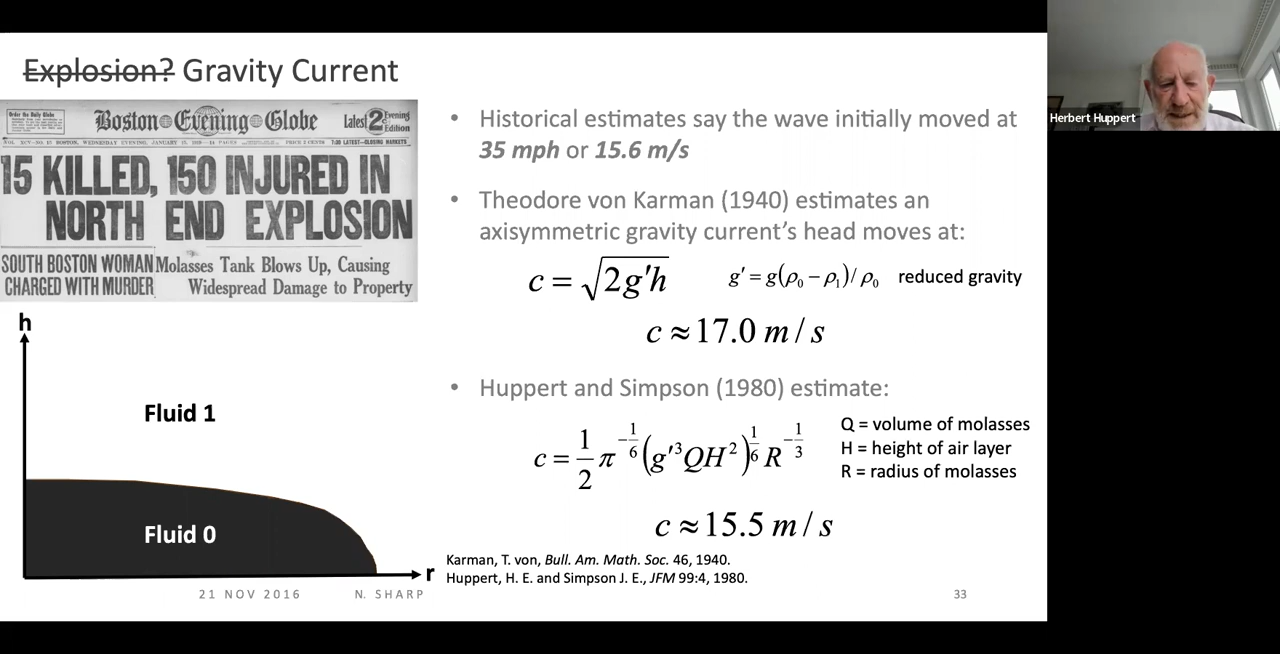 Explosion? Gravity Current
Order the Daily Globe
Boston Evening Globe
Latest 2 Evening Edition
15 KILLED, 150 INJURED IN
NORTH END EXPLOSION
SOUTH BOSTON WOMAN
CHARGED WITH MURDER
Molasses Tank Blows Up, Causing
Widespread Damage to Property
h
Fluid 1
Fluid 0
r
• Historical estimates say the wave initially moved at
35 mph or 15.6 m/s
• Theodore von Karman (1940) estimates an
axisymmetric gravity current's head moves at:
c = √2g'h g' = g(ρ₀ − ρ₁)/ρ₀ reduced gravity
c ≈ 17.0 m/s
• Huppert and Simpson (1980) estimate:
c = 1/2 π^(-1/6) (g'³QH²)^(1/6) R^(-1/3)
Q = volume of molasses
H = height of air layer
R = radius of molasses
c ≈ 15.5 m/s
Karman, T. von, Bull. Am. Math. Soc. 46, 1940.
Huppert, H. E. and Simpson J. E., JFM 99:4, 1980.
21 NOV 2016 N. SHARP 33
Herbert Huppert